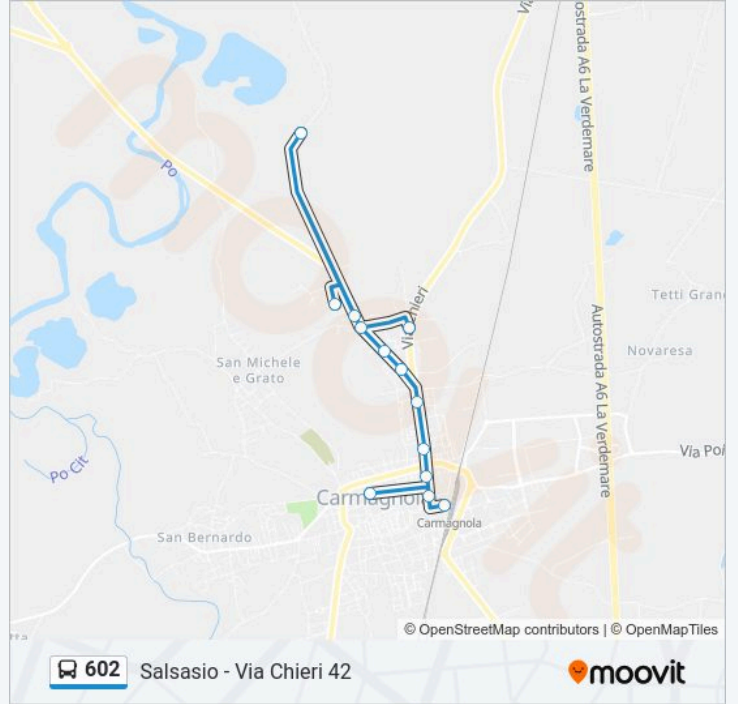 Autostrada A6 La Verdemare
Po
Via Chieri
Tetti Gran
Novaresa
San Michele
e Grato
Autostrada A6 La Verdemare
Via Poi
Po Cit
Carmagnola
Carmagnola
San Bernardo
© OpenStreetMap contributors | © OpenMapTiles
602 Salsasio - Via Chieri 42
moovit